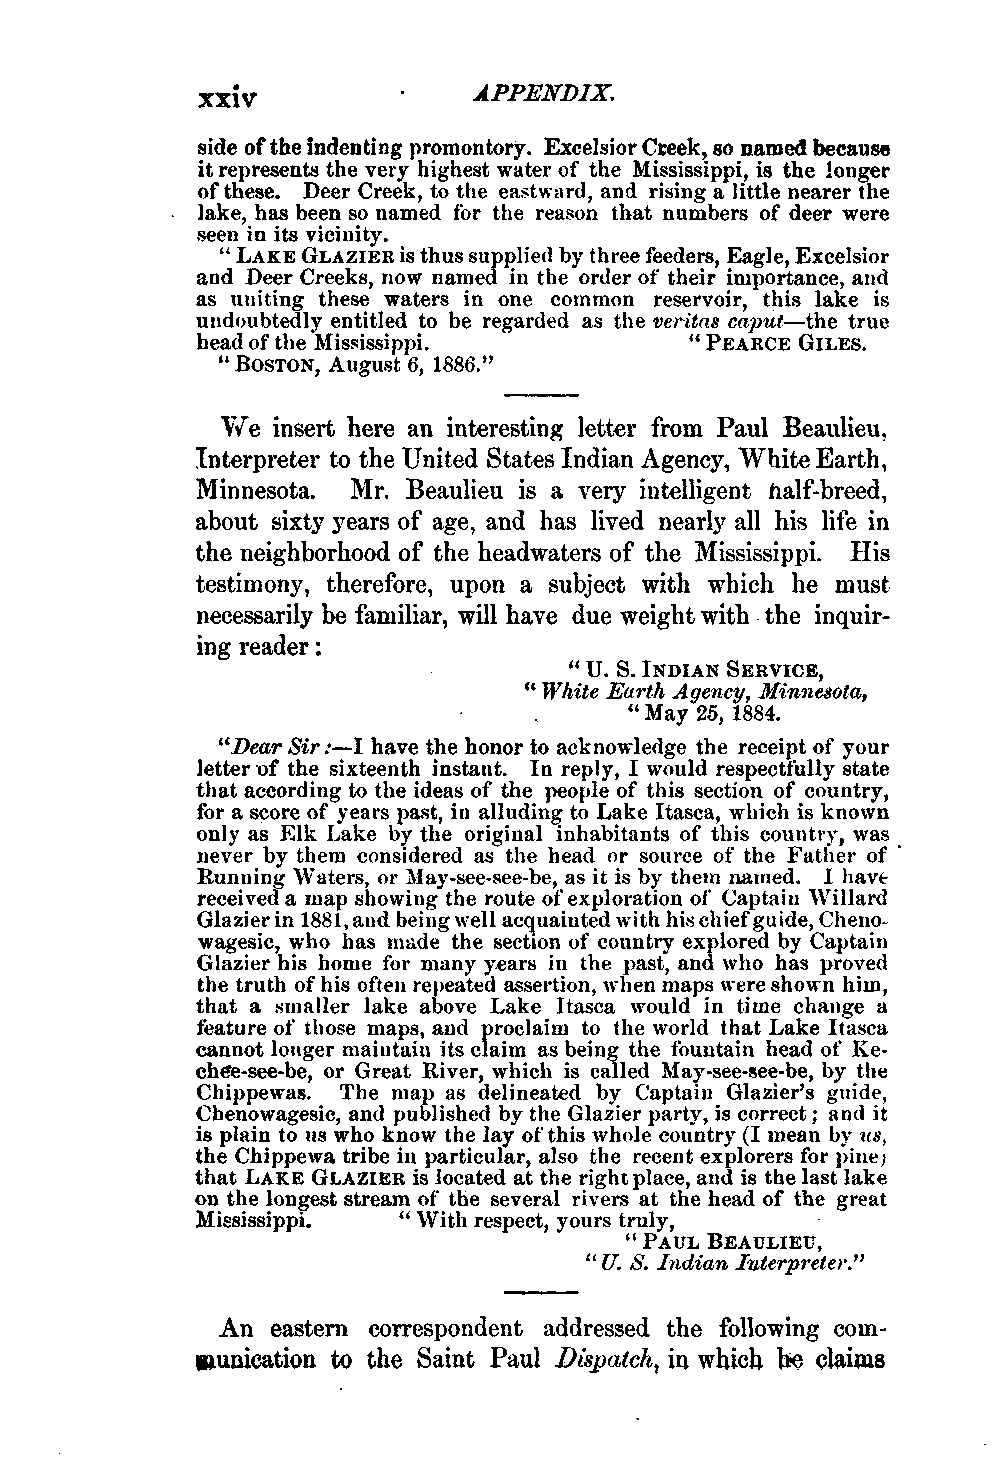 xxiv APPENDIX.
side of the indenting promontory. Excelsior Creek, so named because
it represents the very highest water of the Mississippi, is the longer
of these. Deer Creek, to the eastward, and rising a little nearer the
lake, has been so named for the reason that numbers of deer were
seen in its vicinity.
“ LAKE GLAZIER is thus supplied by three feeders, Eagle, Excelsior
and Deer Creeks, now named in the order of their importance, and
as uniting these waters in one common reservoir, this lake is
undoubtedly entitled to be regarded as the veritas caput—the true
head of the Mississippi. “ PEARCE GILES.
“ BOSTON, August 6, 1886.”
We insert here an interesting letter from Paul Beaulieu,
Interpreter to the United States Indian Agency, White Earth,
Minnesota. Mr. Beaulieu is a very intelligent half-breed,
about sixty years of age, and has lived nearly all his life in
the neighborhood of the headwaters of the Mississippi. His
testimony, therefore, upon a subject with which he must
necessarily be familiar, will have due weight with the inquir-
ing reader :
“ U. S. INDIAN SERVICE,
“ White Earth Agency, Minnesota,
“ May 25, 1884.
“Dear Sir :—I have the honor to acknowledge the receipt of your
letter of the sixteenth instant. In reply, I would respectfully state
that according to the ideas of the people of this section of country,
for a score of years past, in alluding to Lake Itasca, which is known
only as Elk Lake by the original inhabitants of this country, was
never by them considered as the head or source of the Father of
Running Waters, or May-see-see-be, as it is by them named. I have
received a map showing the route of exploration of Captain Willard
Glazier in 1881, and being well acquainted with his chief guide, Cheno-
wagesic, who has made the section of country explored by Captain
Glazier his home for many years in the past, and who has proved
the truth of his often repeated assertion, when maps were shown him,
that a smaller lake above Lake Itasca would in time change a
feature of those maps, and proclaim to the world that Lake Itasca
cannot longer maintain its claim as being the fountain head of Ke-
chee-see-be, or Great River, which is called May-see-see-be, by the
Chippewas. The map as delineated by Captain Glazier’s guide,
Chenowagesic, and published by the Glazier party, is correct ; and it
is plain to us who know the lay of this whole country (I mean by us,
the Chippewa tribe in particular, also the recent explorers for pine)
that LAKE GLAZIER is located at the right place, and is the last lake
on the longest stream of the several rivers at the head of the great
Mississippi. “ With respect, yours truly,
“ PAUL BEAULIEU,
“ U. S. Indian Interpreter.”
An eastern correspondent addressed the following com-
munication to the Saint Paul Dispatch, in which he claims